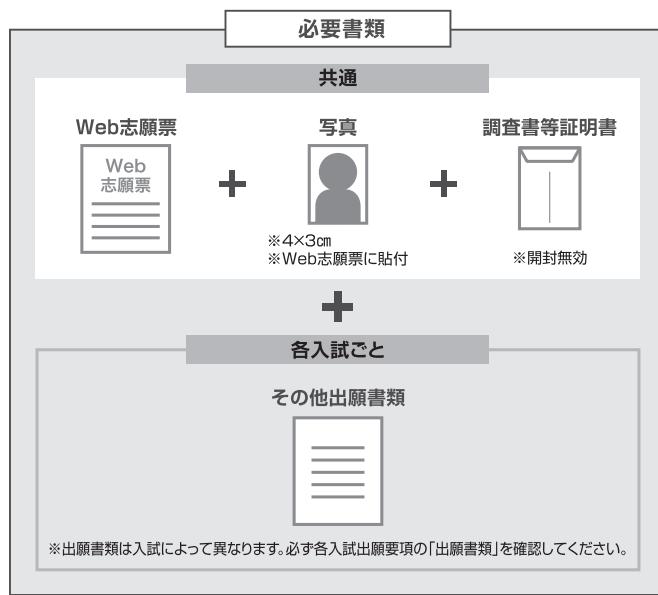 必要書類
共通
Web志願票
写真
調査書等証明書
Web
志願票
※4×3㎝
※Web志願票に貼付
※開封無効
各入試ごと
その他出願書類
※出願書類は入試によって異なります。必ず各入試出願要項の「出願書類」を確認してください。